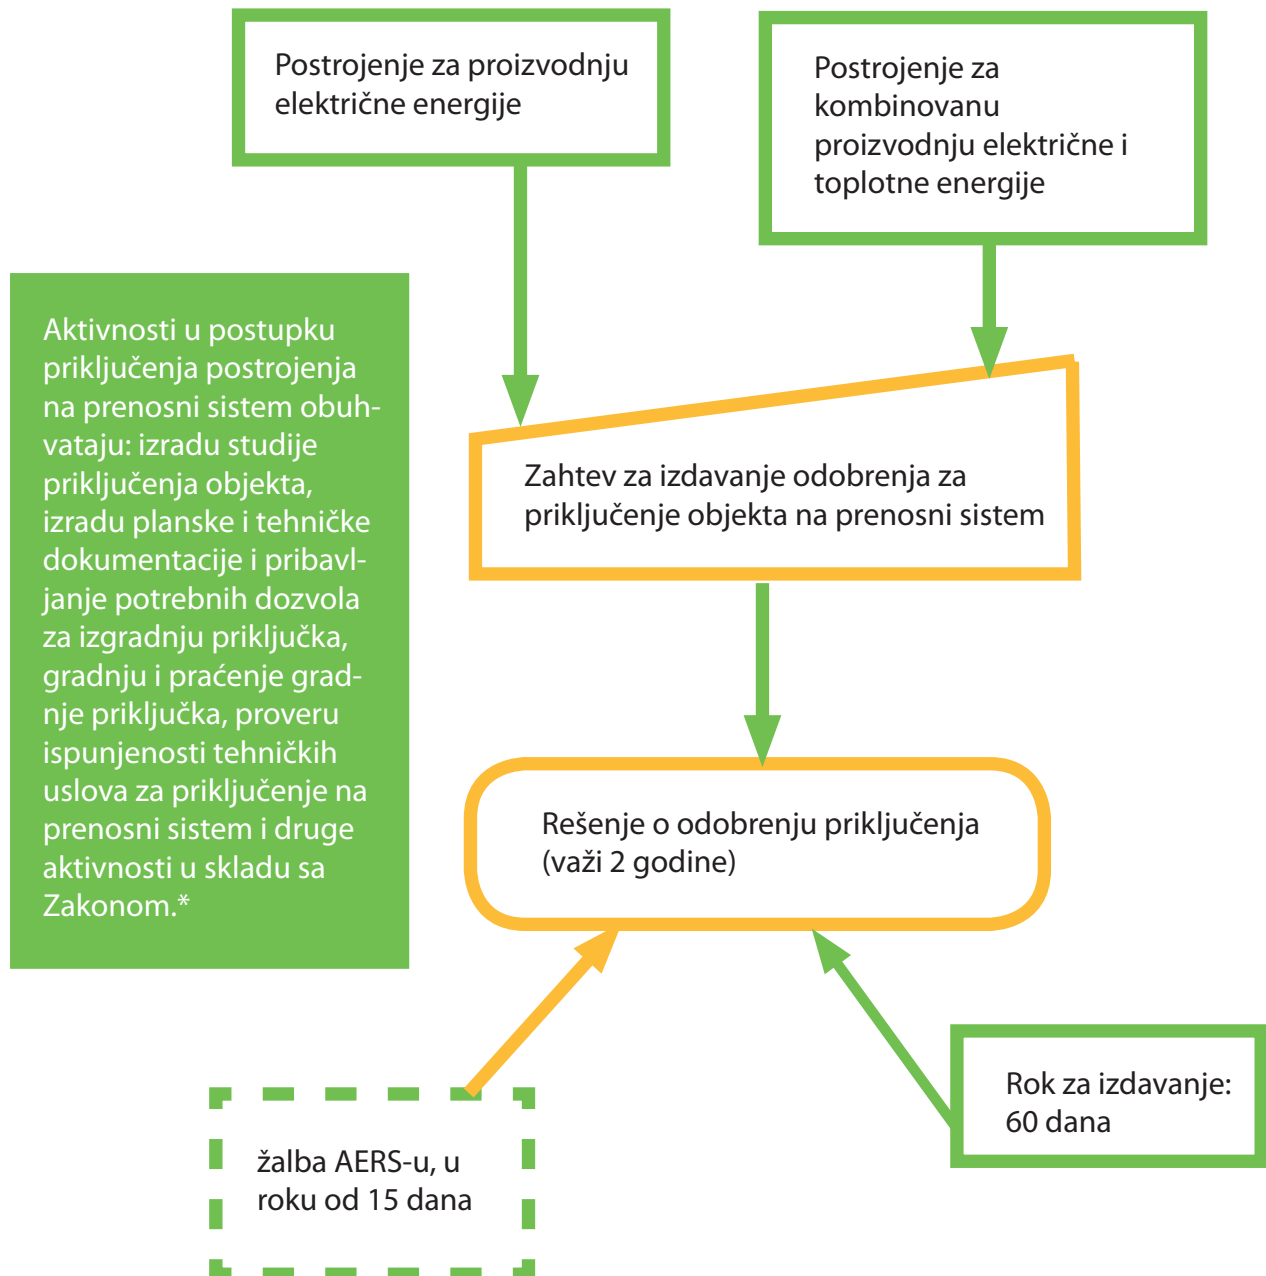 Postrojenje za proizvodnju
električne energije
Postrojenje za
kombinovanu
proizvodnju električne i
toplotne energije
Aktivnosti u postupku
priključenja postrojenja
na prenosni sistem obuh-
vataju: izradu studije
priključenja objekta,
izradu planske i tehničke
dokumentacije i pribavl-
janje potrebnih dozvola
za izgradnju priključka,
gradnju i praćenje grad-
nje priključka, proveru
ispunjenosti tehničkih
uslova za priključenje na
prenosni sistem i druge
aktivnosti u skladu sa
Zakonom.*
Zahtev za izdavanje odobrenja za
priključenje objekta na prenosni sistem
Rešenje o odobrenju priključenja
(važi 2 godine)
Rok za izdavanje:
60 dana
žalba AERS-u, u
roku od 15 dana